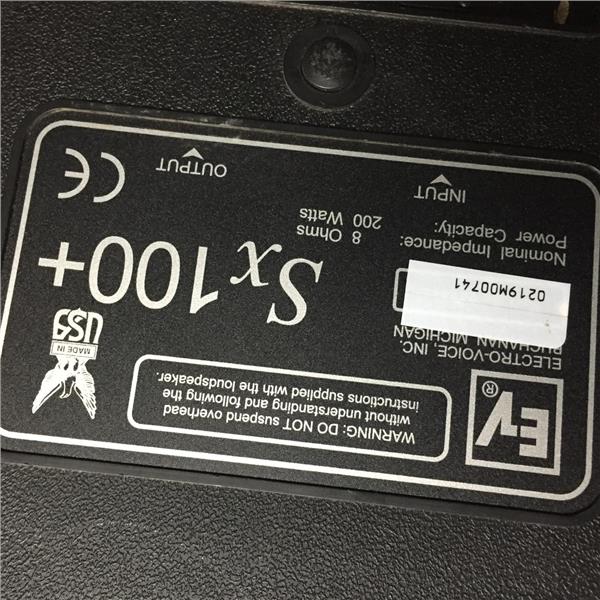 EV®
WARNING: DO NOT suspend overhead
without understanding and following the
instructions supplied with the loudspeaker.
MADE IN
USA
ELECTRO-VOICE, INC.
BUCHANAN, MICHIGAN
0219M00741
Sx100+
Nominal Impedance: 8 Ohms
Power Capacity: 200 Watts
INPUT
OUTPUT
CE